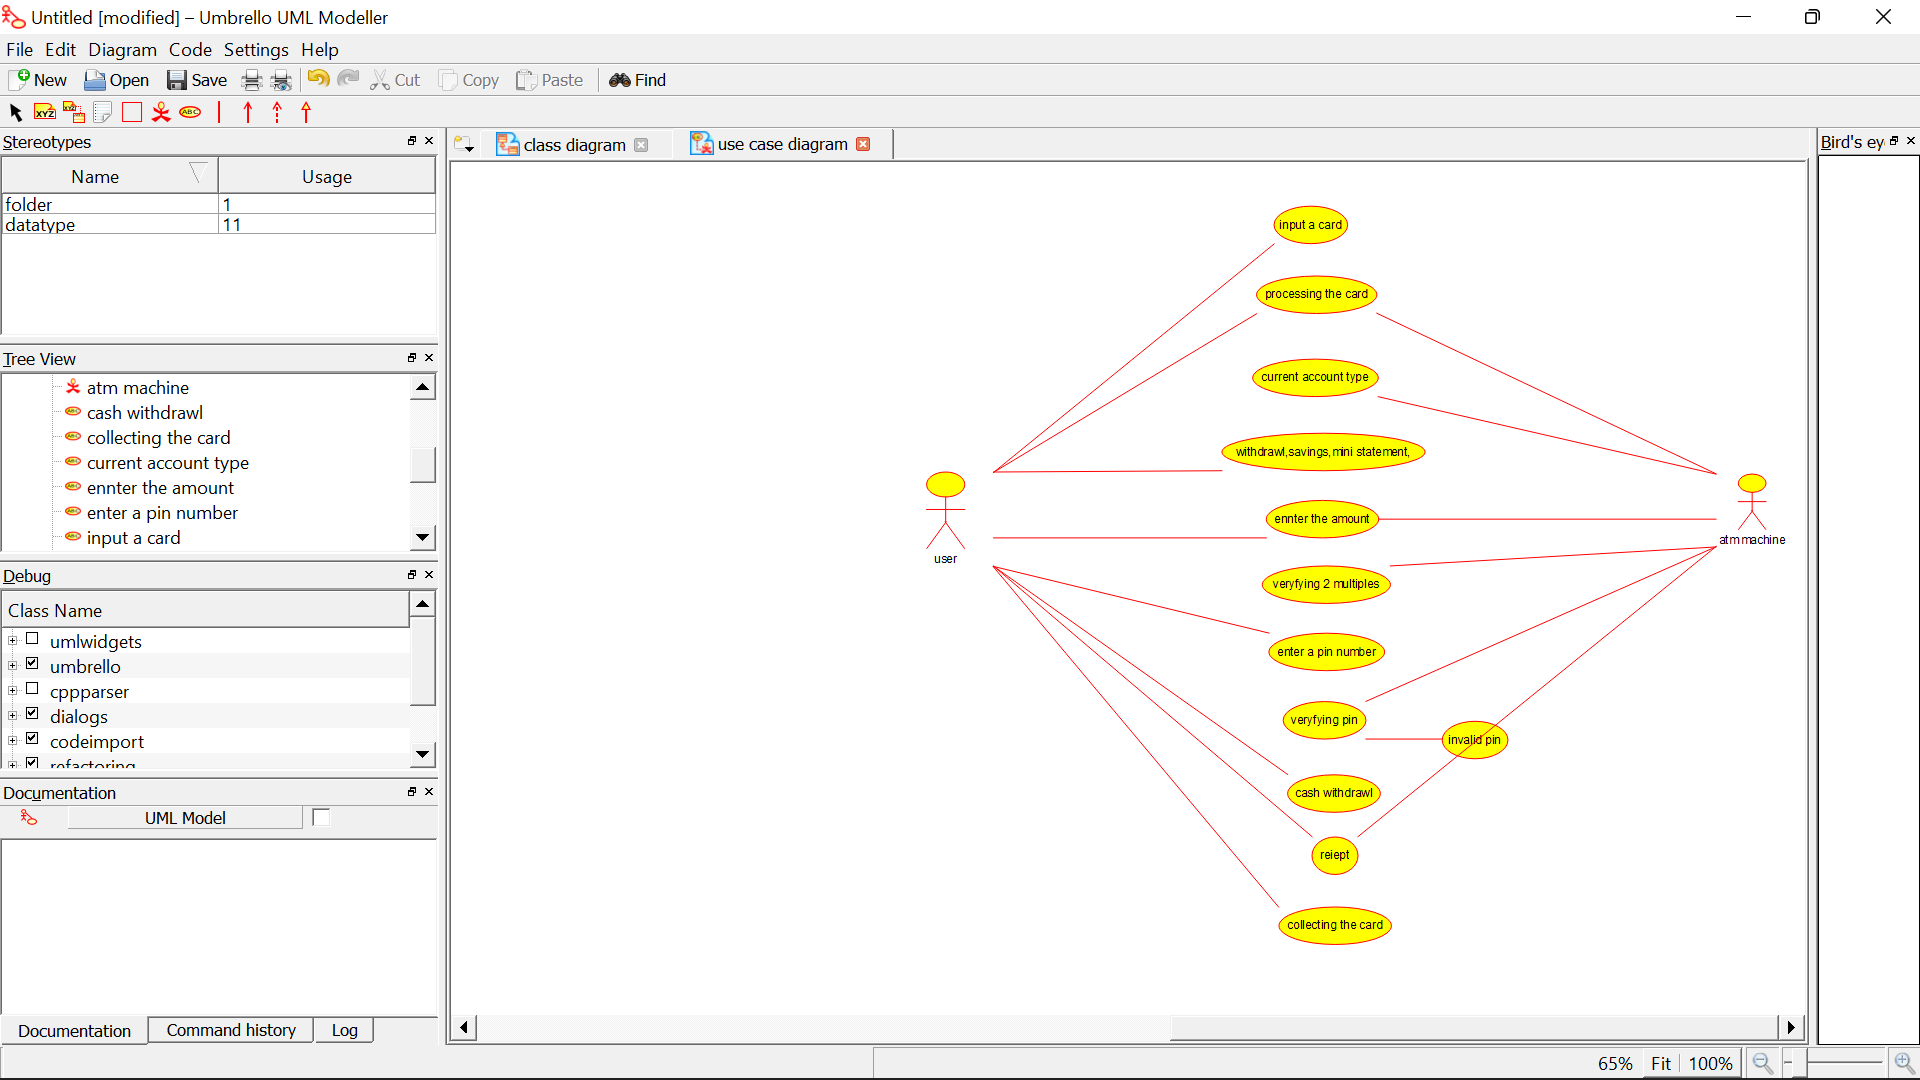 Untitled [modified] – Umbrello UML Modeller
File Edit Diagram Code Settings Help
New Open Save Cut Copy Paste Find
XYZ XYZ ABC
Stereotypes
Name Usage
folder 1
datatype 11
Tree View
atm machine
cash withdrawl
collecting the card
current account type
ennter the amount
enter a pin number
input a card
Debug
Class Name
umlwidgets
umbrello
cppparser
dialogs
codeimport
refactoring
Documentation
UML Model
Documentation Command history Log
class diagram use case diagram
input a card
processing the card
current account type
withdrawl,savings,mini statement,
ennter the amount
user
atm machine
veryfying 2 multiples
enter a pin number
veryfying pin
invalid pin
cash withdrawl
reiept
collecting the card
Bird's ey
65% Fit 100%